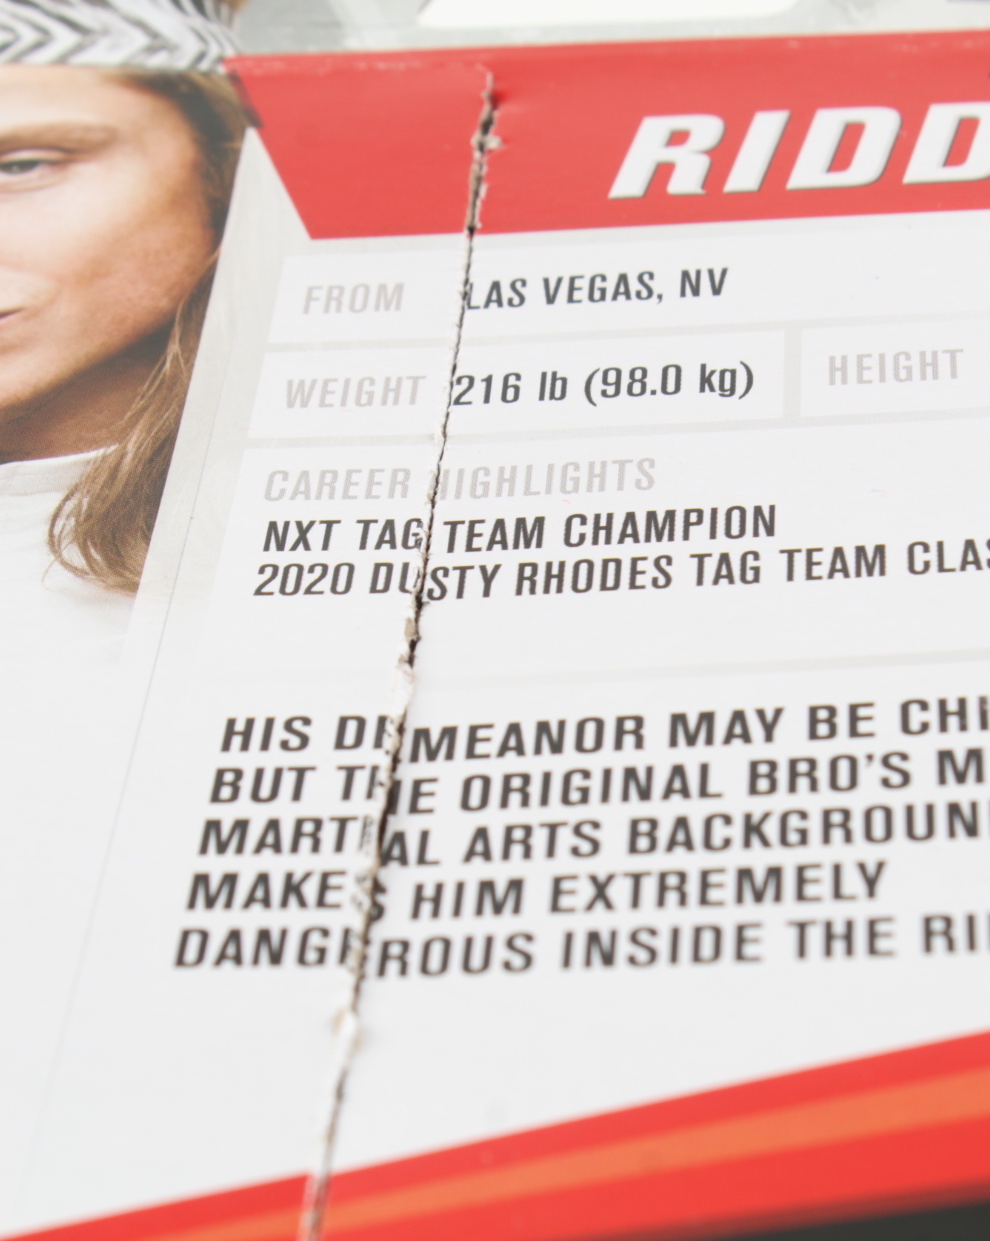 RIDD
FROM LAS VEGAS, NV
WEIGHT 216 lb (98.0 kg) HEIGHT
CAREER HIGHLIGHTS
NXT TAG TEAM CHAMPION
2020 DUSTY RHODES TAG TEAM CLAS
HIS DEMEANOR MAY BE CHI
BUT THE ORIGINAL BRO'S M
MARTIAL ARTS BACKGROUN
MAKES HIM EXTREMELY
DANGEROUS INSIDE THE RI